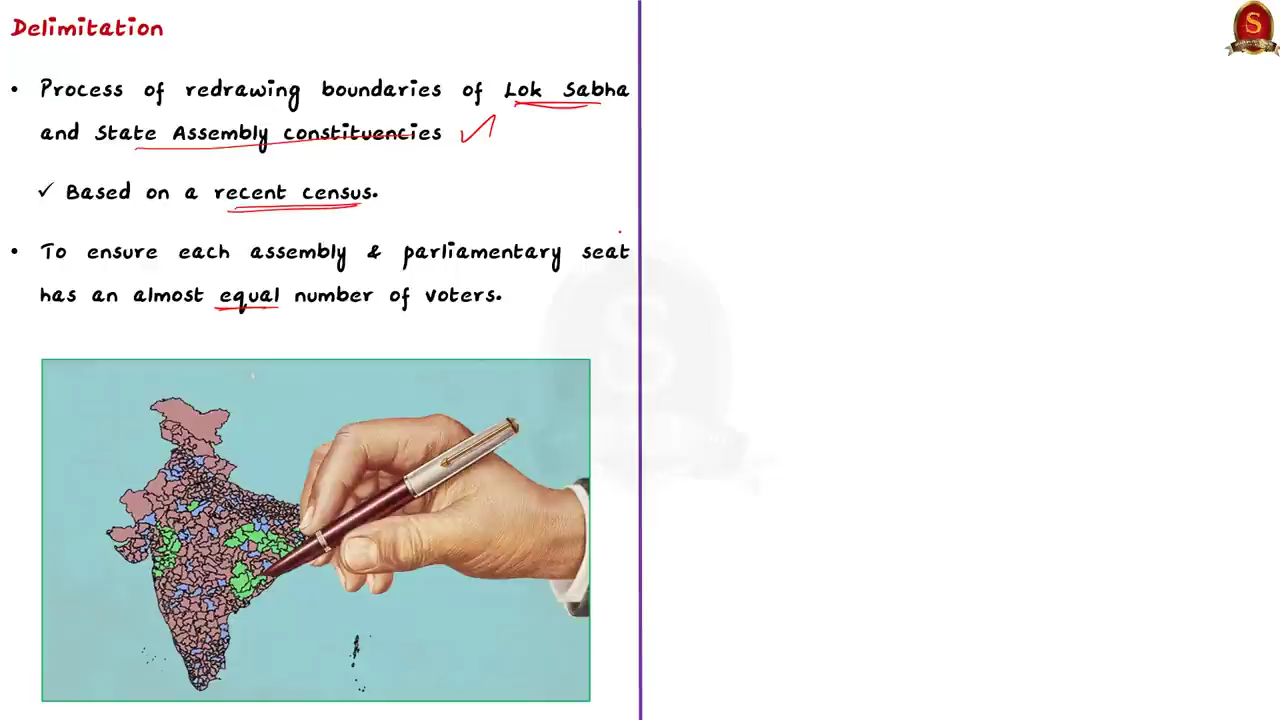 Delimitation
• Process of redrawing boundaries of Lok Sabha
and State Assembly constituencies
✓ Based on a recent census.
• To ensure each assembly & parliamentary seat
has an almost equal number of voters.
S
S